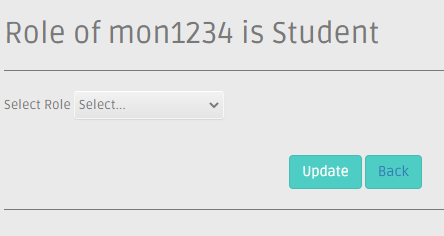 Role of mon1234 is Student
Select Role Select...
Update Back